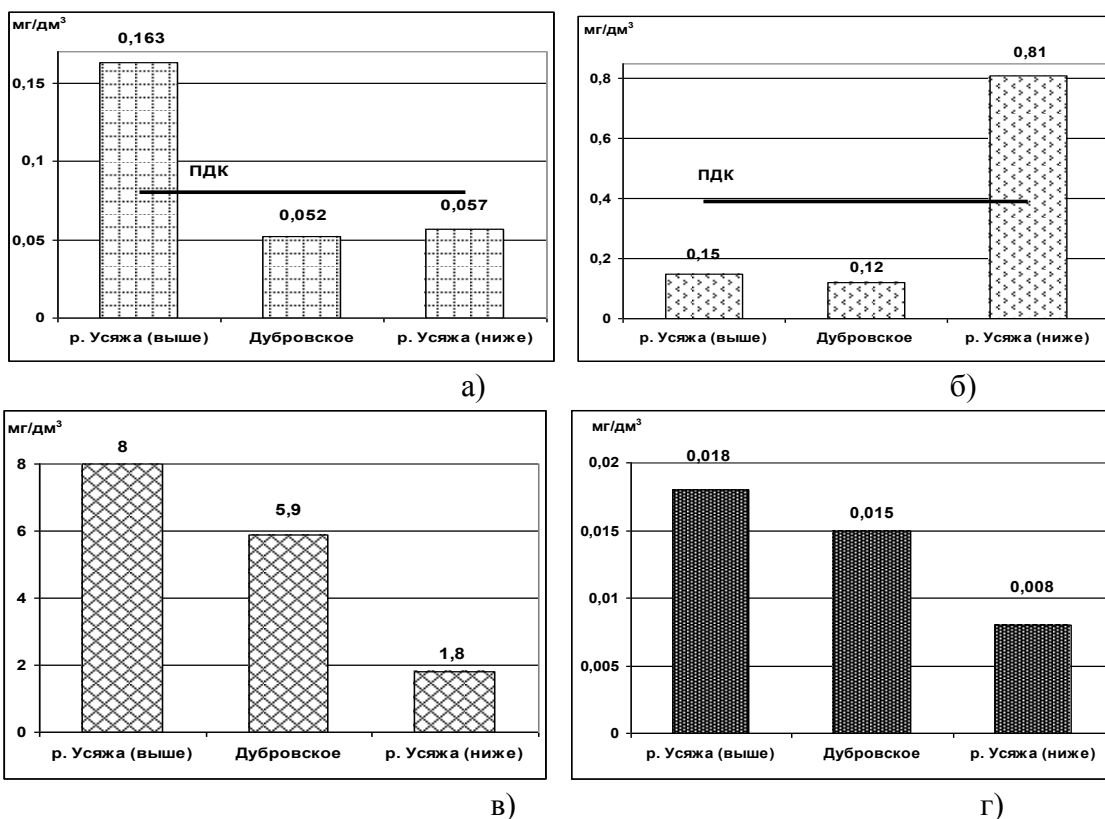 мг/дм³
0,163
0,15
0,1
ПДК
0,052
0,057
0,05
0
р. Усяжа (выше) Дубровское р. Усяжа (ниже)
а)
мг/дм³
0,81
0,8
0,6
ПДК
0,4
0,15
0,12
0,2
0
р. Усяжа (выше) Дубровское р. Усяжа (ниже)
б)
мг/дм³
8
8
5,9
6
4
1,8
2
0
р. Усяжа (выше) Дубровское р. Усяжа (ниже)
в)
мг/дм³
0,02
0,018
0,015
0,015
0,01
0,008
0,005
0
р. Усяжа (выше) Дубровское р. Усяжа (ниже)
г)